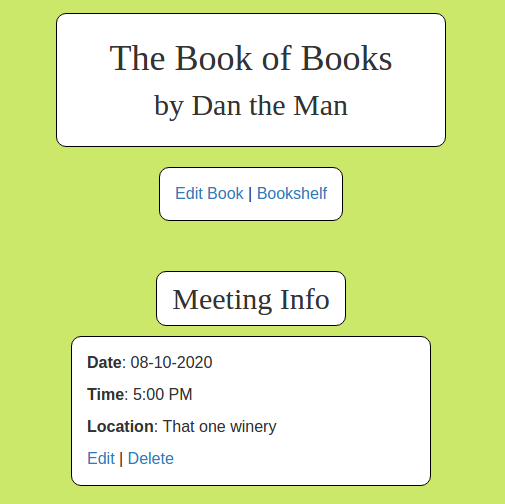 The Book of Books
by Dan the Man
Edit Book | Bookshelf
Meeting Info
Date: 08-10-2020
Time: 5:00 PM
Location: That one winery
Edit | Delete